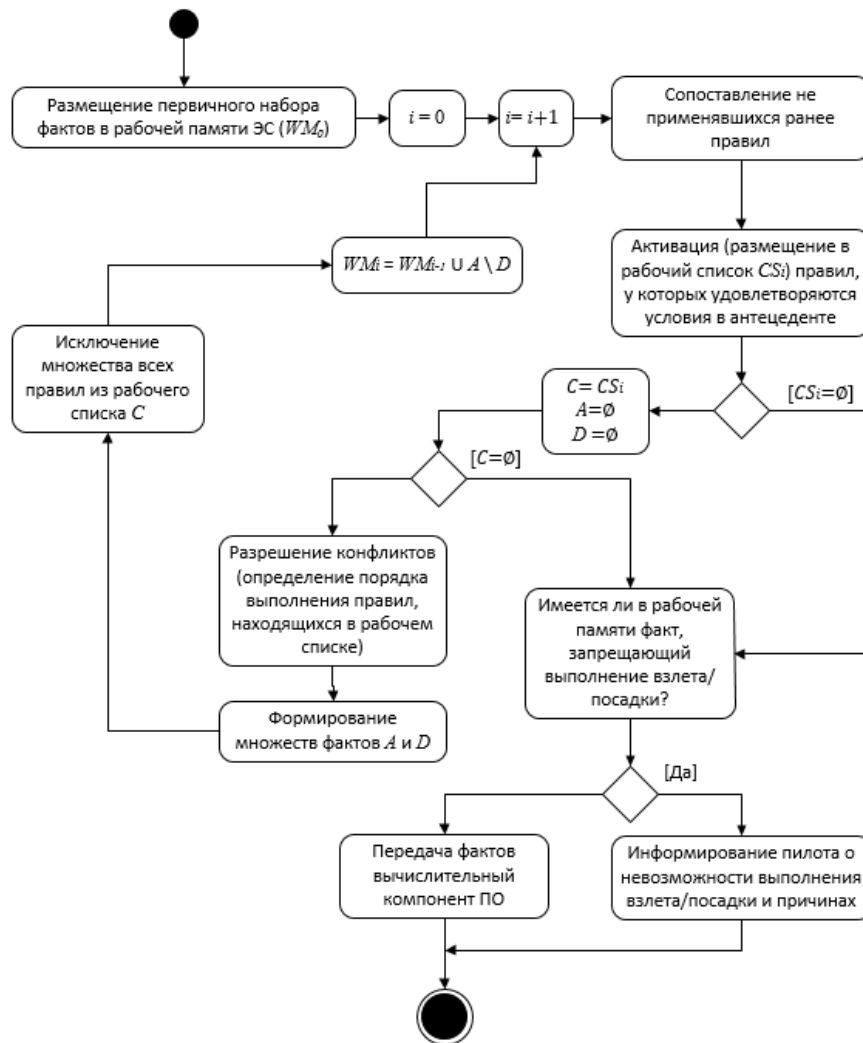 Размещение первичного набора
фактов в рабочей памяти ЭС (WM₀)
i = 0
i= i+1
Сопоставление не
применявшихся ранее
правил
Активация (размещение в
рабочий список CSi) правил,
у которых удовлетворяются
условия в антецеденте
WMi = WMi-1 ∪ A \ D
Исключение
множества всех
правил из рабочего
списка C
C= CSi
A=∅
D =∅
[CSi=∅]
[C=∅]
Разрешение конфликтов
(определение порядка
выполнения правил,
находящихся в рабочем
списке)
Имеется ли в рабочей
памяти факт,
запрещающий
выполнение взлета/
посадки?
Формирование
множеств фактов A и D
[Да]
Передача фактов
вычислительный
компонент ПО
Информирование пилота о
невозможности выполнения
взлета/посадки и причинах